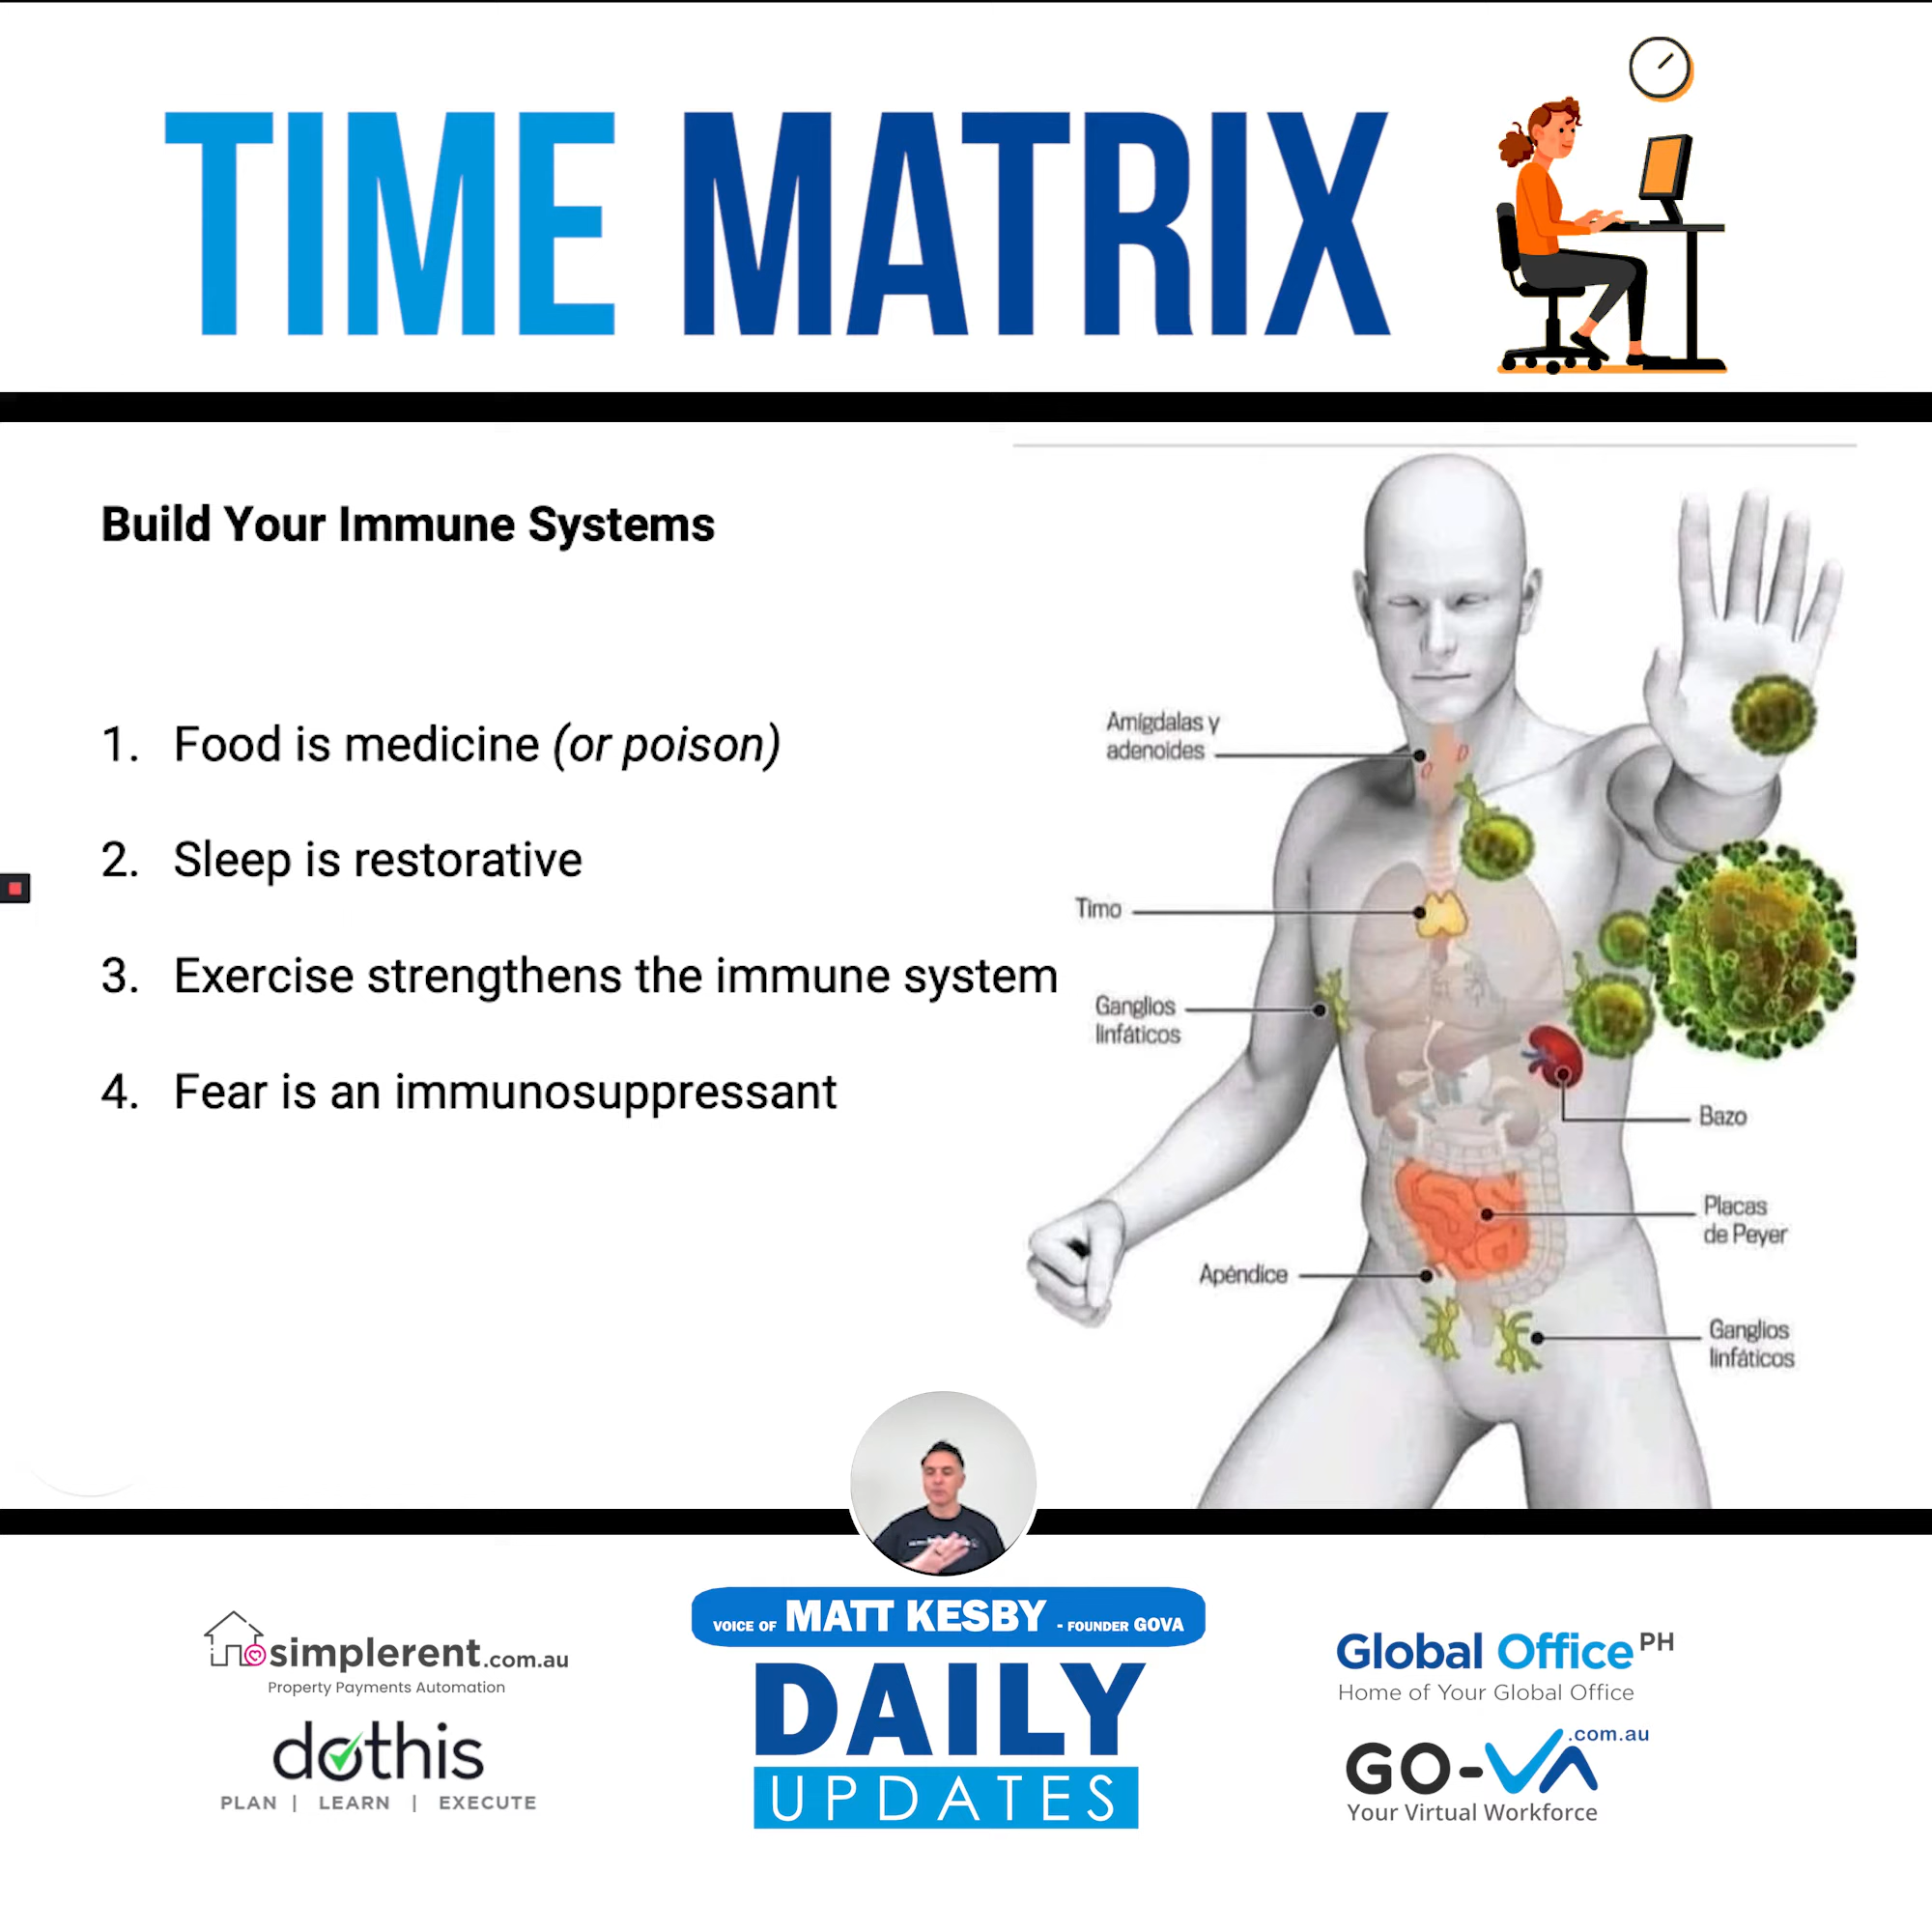 TIME MATRIX
Build Your Immune Systems
1. Food is medicine (or poison)
2. Sleep is restorative
3. Exercise strengthens the immune system
4. Fear is an immunosuppressant
Amígdalas y
adenoides
Timo
Ganglios
linfáticos
Bazo
Placas
de Peyer
Apéndice
Ganglios
linfáticos
VOICE OF MATT KESBY - FOUNDER GOVA
DAILY
UPDATES
simplerent.com.au
Property Payments Automation
dothis
PLAN | LEARN | EXECUTE
Global Office PH
Home of Your Global Office
GO-VA.com.au
Your Virtual Workforce